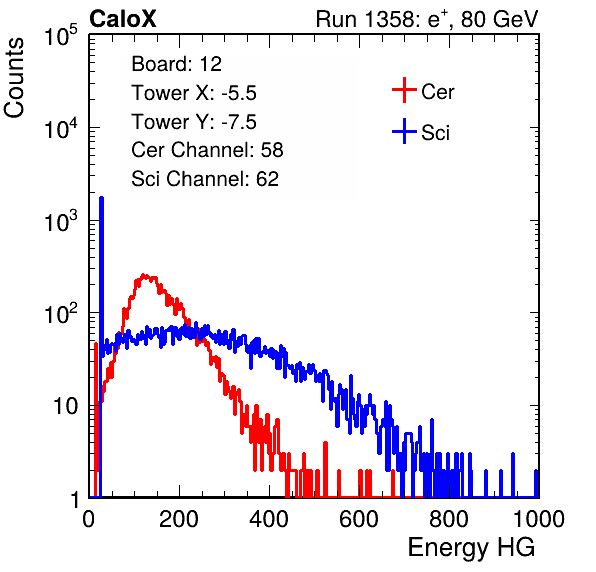 CaloX Run 1358: e+, 80 GeV
Counts
10^5
10^4
10^3
10^2
10
1
Board: 12
Tower X: -5.5
Tower Y: -7.5
Cer Channel: 58
Sci Channel: 62
Cer
Sci
0 200 400 600 800 1000
Energy HG